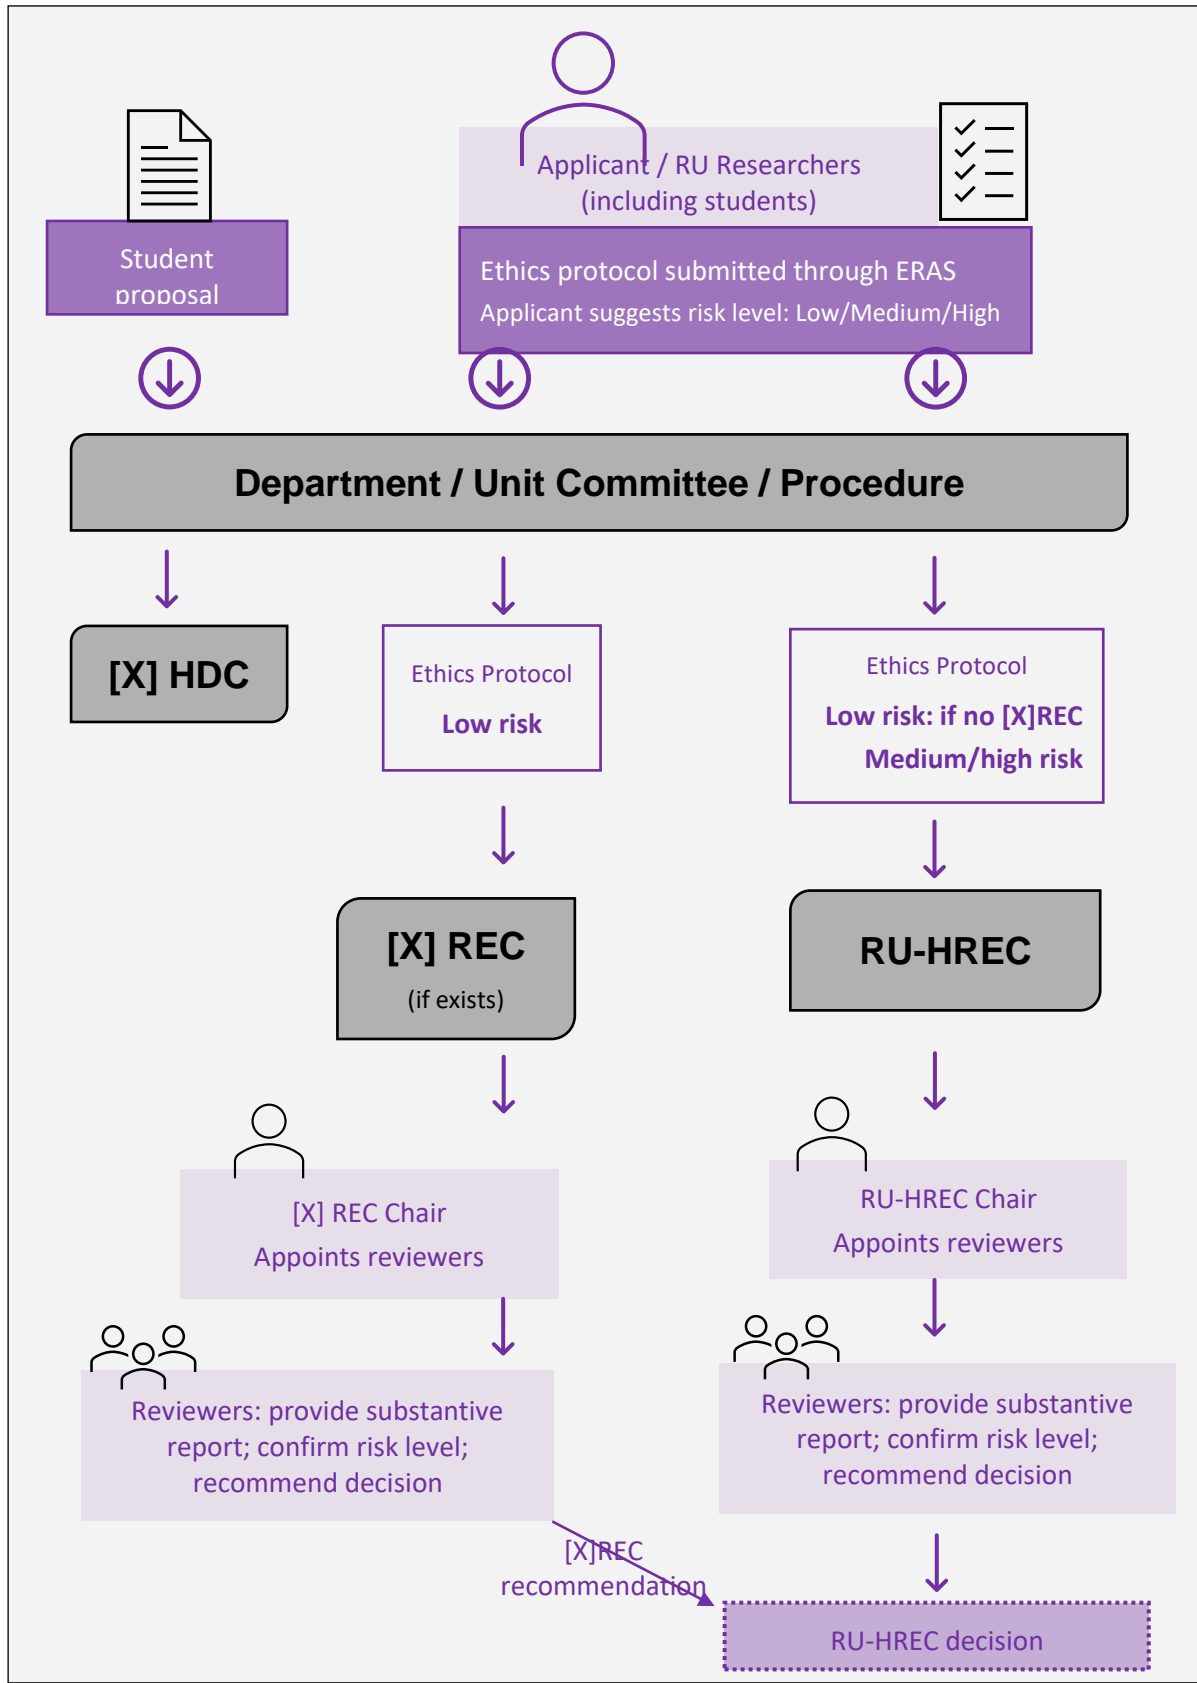 Applicant / RU Researchers
(including students)
Student
proposal
Ethics protocol submitted through ERAS
Applicant suggests risk level: Low/Medium/High
Department / Unit Committee / Procedure
[X] HDC
Ethics Protocol
Low risk
Ethics Protocol
Low risk: if no [X]REC
Medium/high risk
[X] REC
(if exists)
RU-HREC
[X] REC Chair
Appoints reviewers
RU-HREC Chair
Appoints reviewers
Reviewers: provide substantive
report; confirm risk level;
recommend decision
Reviewers: provide substantive
report; confirm risk level;
recommend decision
[X]REC
recommendation
RU-HREC decision